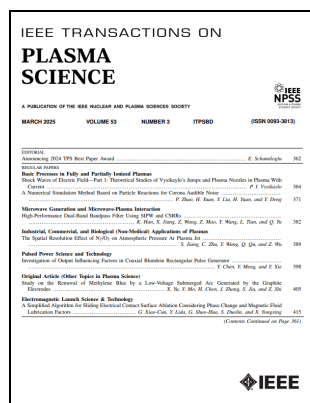 IEEE TRANSACTIONS ON
PLASMA
SCIENCE
IEEE
NPSS
A PUBLICATION OF THE IEEE NUCLEAR AND PLASMA SCIENCES SOCIETY
MARCH 2025 VOLUME 53 NUMBER 3 ITPSBD (ISSN 0093-3813)
EDITORIAL
Announcing 2024 TPS Best Paper Award E. Schamiloglu 362
REGULAR PAPERS
Basic Processes in Fully and Partially Ionized Plasmas
Shock Waves of Electric Field—Part I: Theoretical Studies of Vysikaylo's Jumps and Plasma Nozzles in Plasma With
Current P. I. Vysikaylo 364
A Numerical Simulation Method Based on Particle Reactions for Corona Audible Noise
P. Zhao, H. Yuan, Y. Liu, H. Yuan, and Y. Deng 371
Microwave Generation and Microwave-Plasma Interaction
High-Performance Dual-Band Bandpass Filter Using SIPW and CSRRs
K. Han, X. Jiang, Z. Wang, Z. Mao, Y. Wang, L. Tian, and Q. Ye 382
Industrial, Commercial, and Biological (Non-Medical) Applications of Plasmas
The Spatial Resolution Effect of N₂/O₂ on Atmospheric Pressure Ar Plasma Jet
S. Jiang, C. Zhu, Y. Wang, Q. Qu, and Z. Wu 389
Pulsed Power Science and Technology
Investigation of Output Influencing Factors in Coaxial Blumlein Rectangular Pulse Generator
Y. Chen, Y. Meng, and Y. Xie 398
Original Article (Other Topics in Plasma Science)
Study on the Removal of Methylene Blue by a Low-Voltage Submerged Arc Generated by the Graphite
Electrodes X. Yu, Y. Mo, H. Chen, J. Zhang, S. Jia, and Z. Shi 405
Electromagnetic Launch Science & Technology
A Simplified Algorithm for Sliding Electrical Contact Surface Ablation Considering Phase Change and Magnetic Fluid
Lubrication Factors G. Xiao-Cun, Y. Lida, G. Shao-Hua, S. Duolin, and X. Yongxing 415
(Contents Continued on Page 361)
IEEE